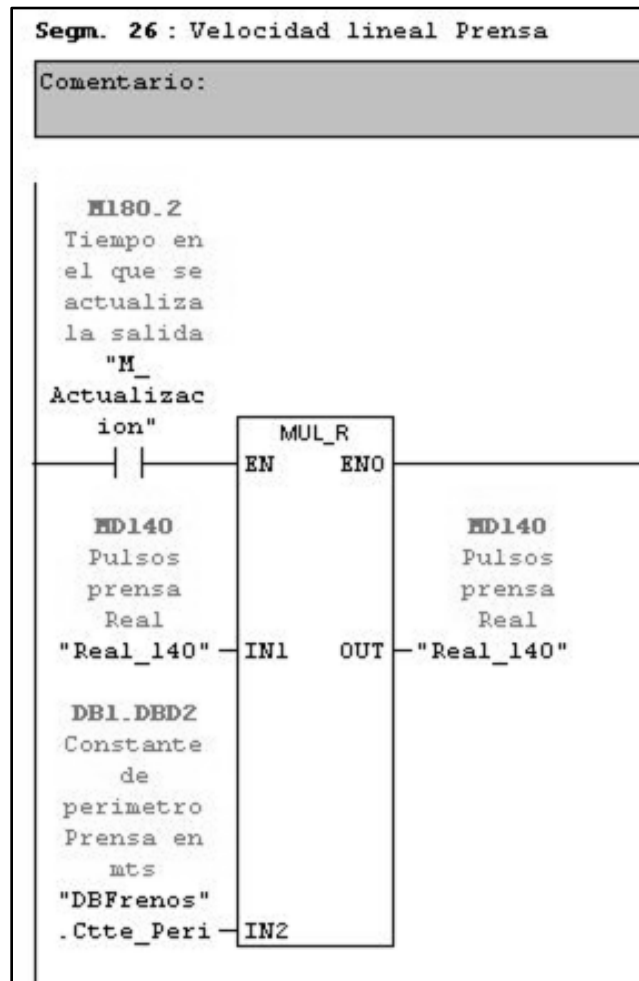 Segm. 26 : Velocidad lineal Prensa
Comentario:
M180.2
Tiempo en
el que se
actualiza
la salida
"M_
Actualizac
ion"
MUL_R
EN ENO
MD140
Pulsos
prensa
Real
"Real_140"
IN1
OUT
MD140
Pulsos
prensa
Real
"Real_140"
DB1.DBD2
Constante
de
perimetro
Prensa en
mts
"DBFrenos"
.Ctte_Peri
IN2